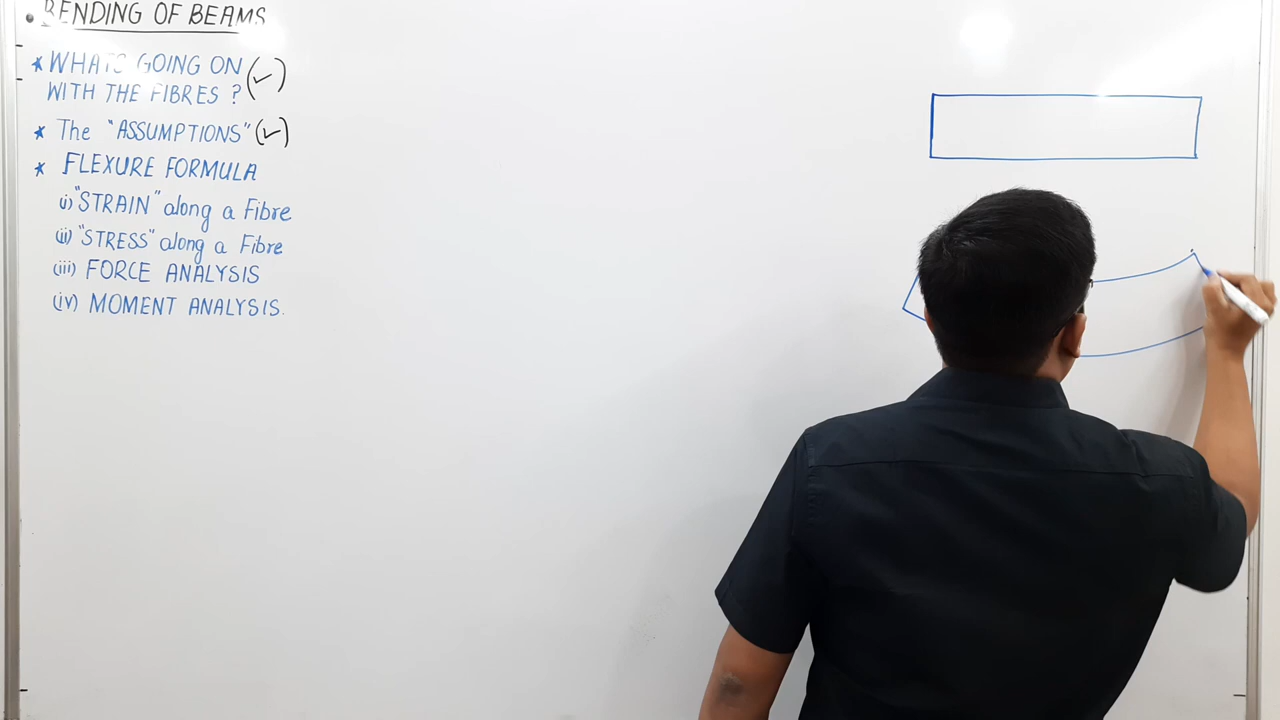 • BENDING OF BEAMS
* WHATS GOING ON
WITH THE FIBRES ? (✓)
* The "ASSUMPTIONS" (✓)
* FLEXURE FORMULA
i) "STRAIN" along a Fibre
(ii) "STRESS" along a Fibre
(iii) FORCE ANALYSIS
(iv) MOMENT ANALYSIS.